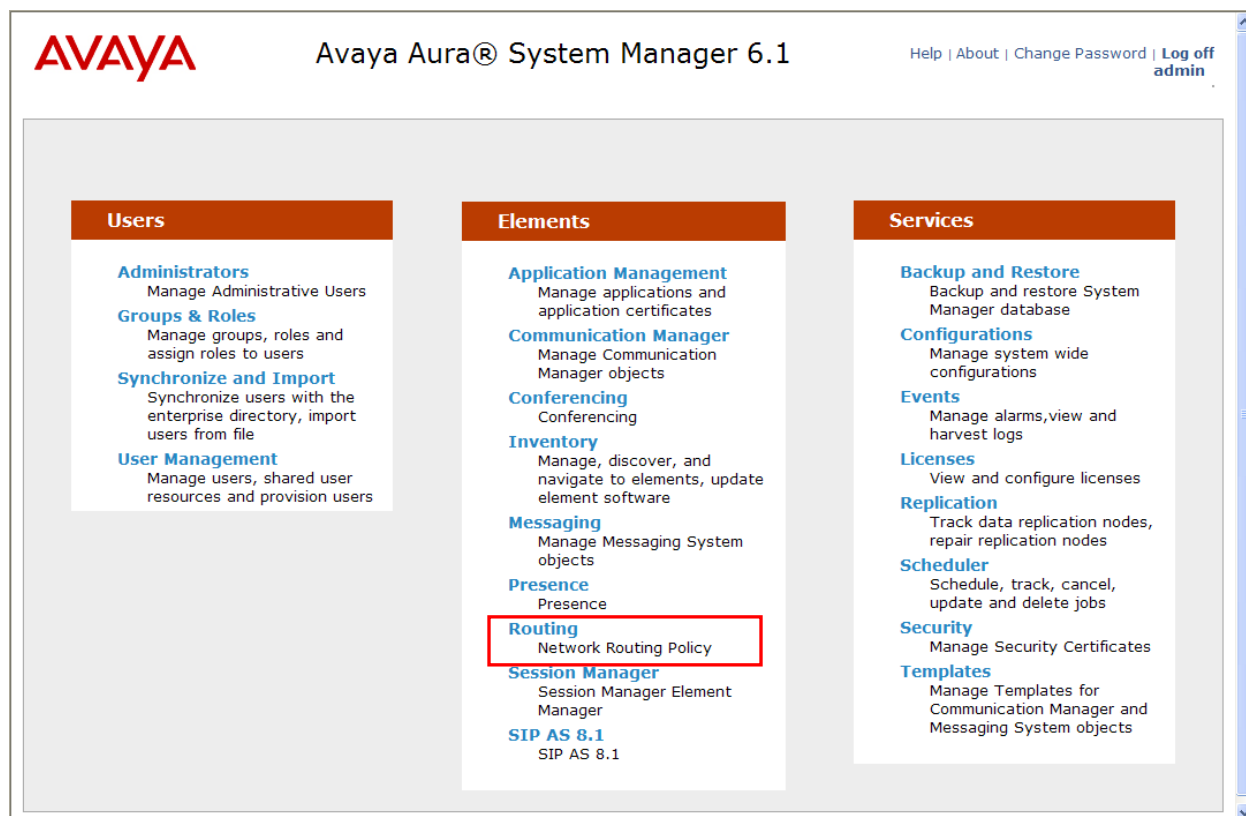 AVAYA
Avaya Aura® System Manager 6.1
Help | About | Change Password | Log off
admin
Users
Administrators
Manage Administrative Users
Groups & Roles
Manage groups, roles and
assign roles to users
Synchronize and Import
Synchronize users with the
enterprise directory, import
users from file
User Management
Manage users, shared user
resources and provision users
Elements
Application Management
Manage applications and
application certificates
Communication Manager
Manage Communication
Manager objects
Conferencing
Conferencing
Inventory
Manage, discover, and
navigate to elements, update
element software
Messaging
Manage Messaging System
objects
Presence
Presence
Routing
Network Routing Policy
Session Manager
Session Manager Element
Manager
SIP AS 8.1
SIP AS 8.1
Services
Backup and Restore
Backup and restore System
Manager database
Configurations
Manage system wide
configurations
Events
Manage alarms,view and
harvest logs
Licenses
View and configure licenses
Replication
Track data replication nodes,
repair replication nodes
Scheduler
Schedule, track, cancel,
update and delete jobs
Security
Manage Security Certificates
Templates
Manage Templates for
Communication Manager and
Messaging System objects